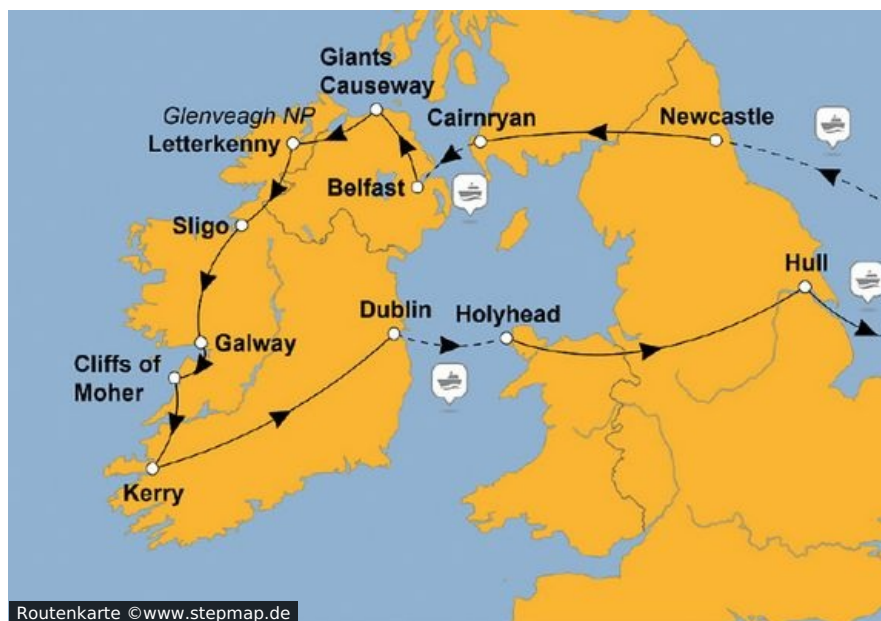 Giants
Causeway
Glenveagh NP
Letterkenny
Cairnryan
Newcastle
Belfast
Sligo
Hull
Dublin
Holyhead
Galway
Cliffs of
Moher
Kerry
Routenkarte ©www.stepmap.de